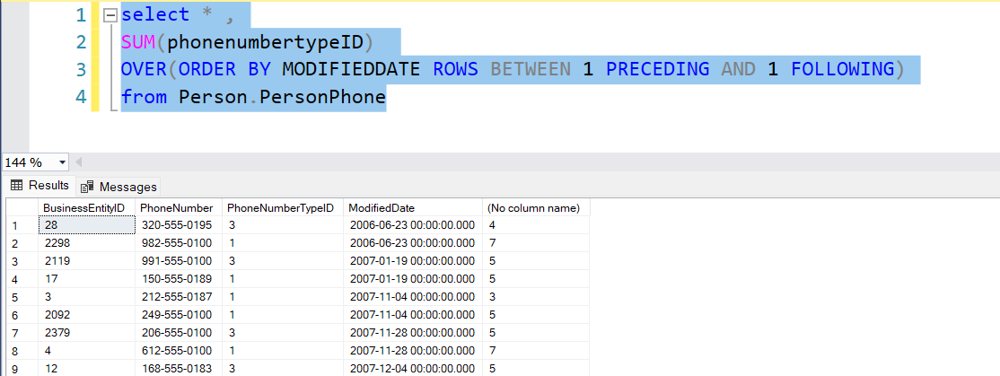 1 select * ,
2 SUM(phonenumbertypeID)
3 OVER(ORDER BY MODIFIEDDATE ROWS BETWEEN 1 PRECEDING AND 1 FOLLOWING)
4 from Person.PersonPhone
144 %
Results Messages
BusinessEntityID PhoneNumber PhoneNumberTypeID ModifiedDate (No column name)
1 28 320-555-0195 3 2006-06-23 00:00:00.000 4
2 2298 982-555-0100 1 2006-06-23 00:00:00.000 7
3 2119 991-555-0100 3 2007-01-19 00:00:00.000 5
4 17 150-555-0189 1 2007-01-19 00:00:00.000 5
5 3 212-555-0187 1 2007-11-04 00:00:00.000 3
6 2092 249-555-0100 1 2007-11-04 00:00:00.000 5
7 2379 206-555-0100 3 2007-11-28 00:00:00.000 5
8 4 612-555-0100 1 2007-11-28 00:00:00.000 7
9 12 168-555-0183 3 2007-12-04 00:00:00.000 5